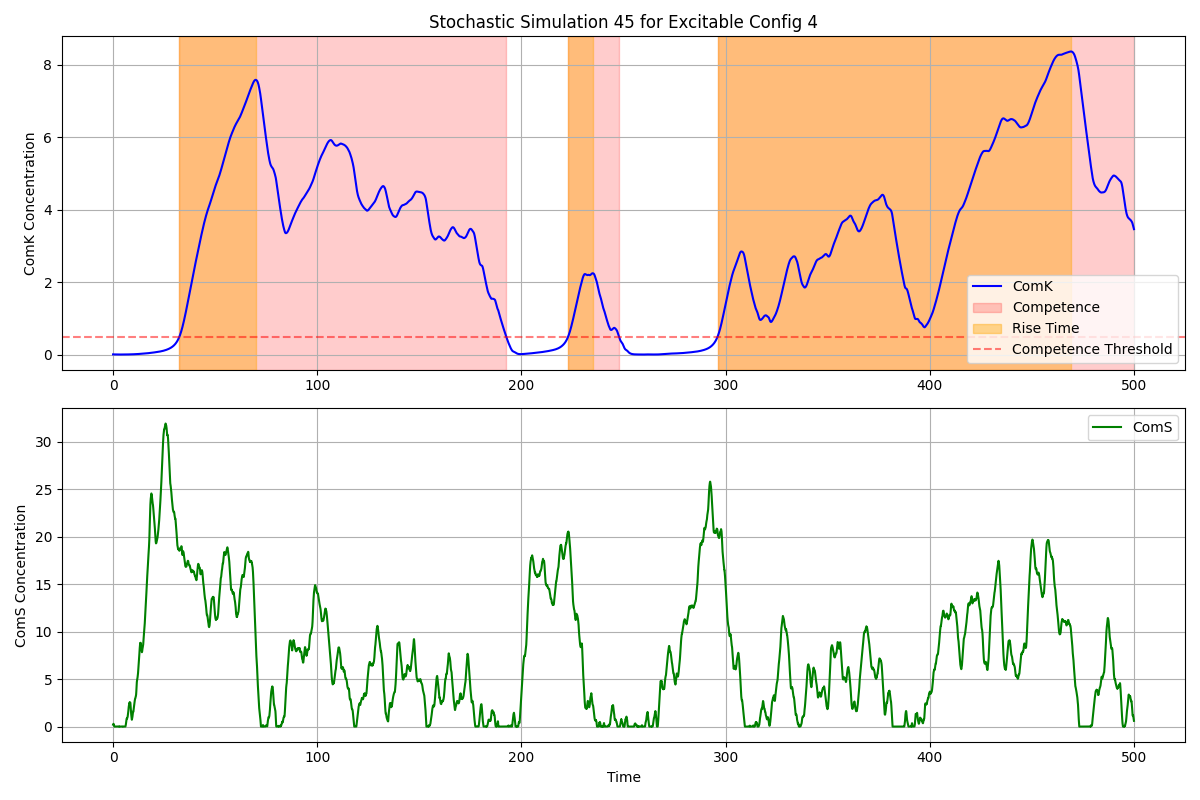 Stochastic Simulation 45 for Excitable Config 4
ComK Concentration
8
6
4
2
0
ComK
Competence
Rise Time
Competence Threshold
0 100 200 300 400 500
ComS Concentration
30
25
20
15
10
5
0
ComS
0 100 200 300 400 500
Time